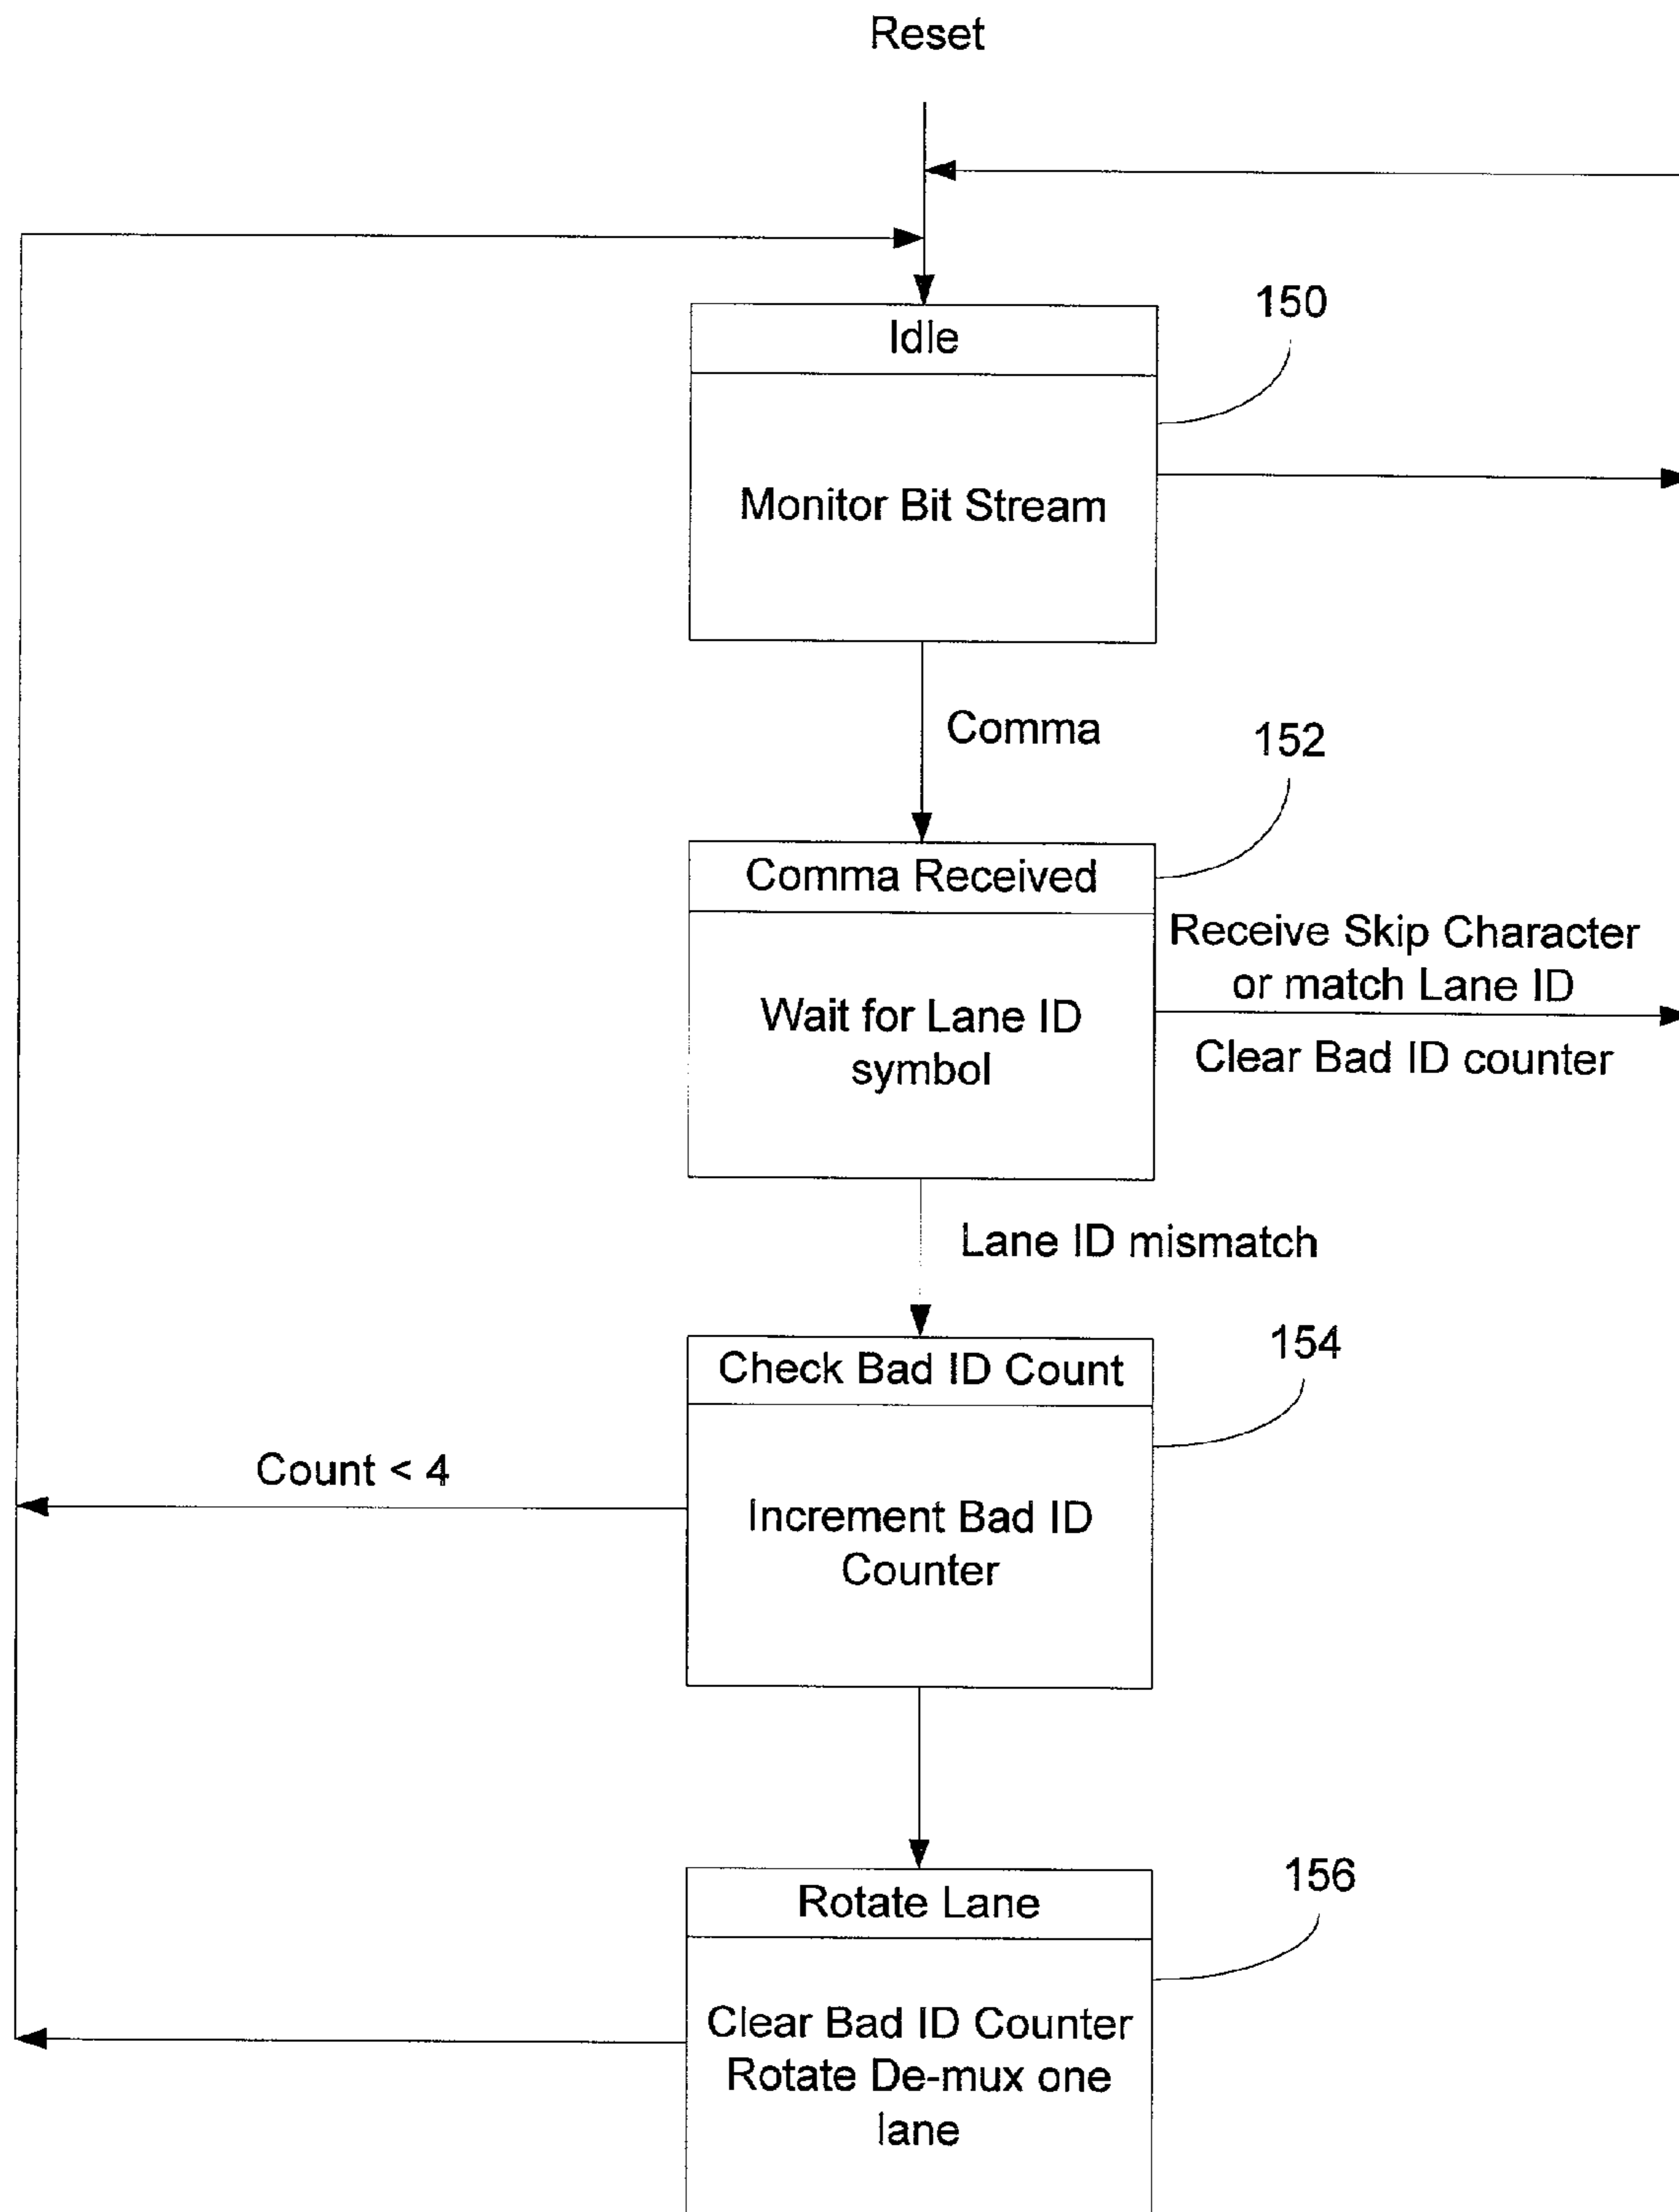 Reset
150
Idle
Monitor Bit Stream
Comma
152
Comma Received
Receive Skip Character
or match Lane ID
Wait for Lane ID
symbol
Clear Bad ID counter
Lane ID mismatch
154
Check Bad ID Count
Count < 4
Increment Bad ID
Counter
156
Rotate Lane
Clear Bad ID Counter
Rotate De-mux one
lane